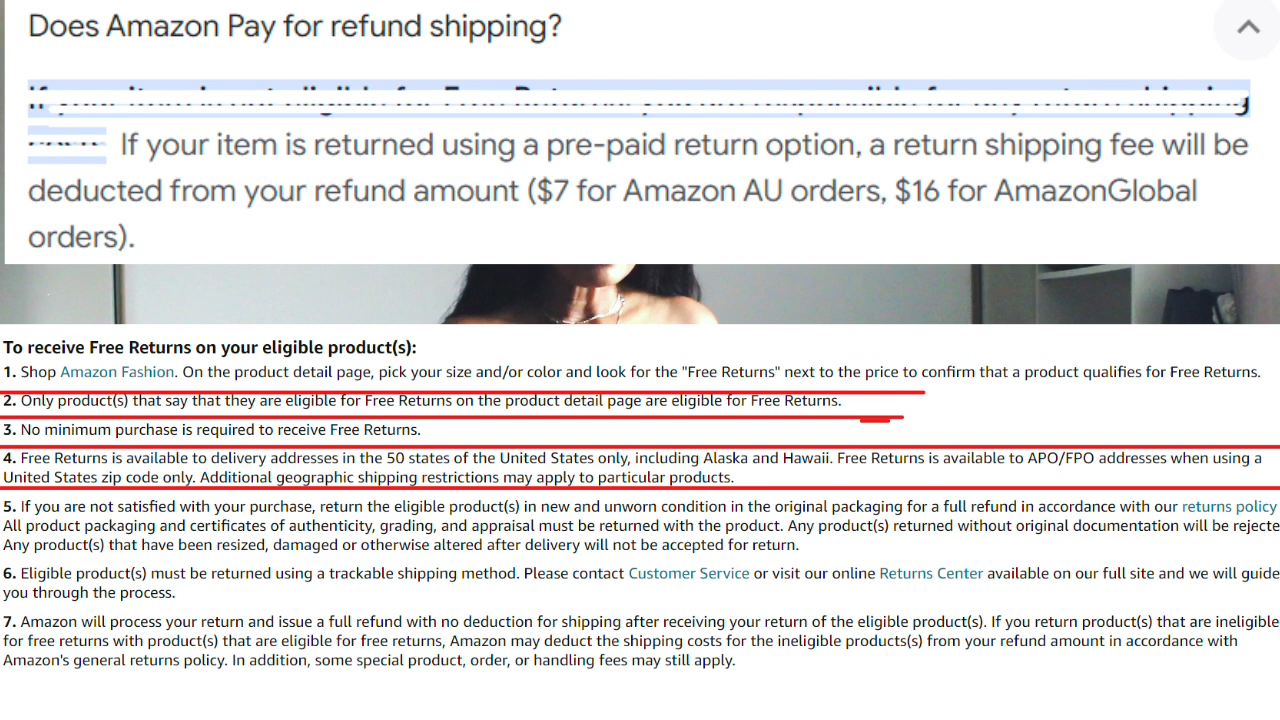 Does Amazon Pay for refund shipping?
If your item is returned using a pre-paid return option, a return shipping fee will be
deducted from your refund amount ($7 for Amazon AU orders, $16 for AmazonGlobal
orders).
To receive Free Returns on your eligible product(s):
1. Shop Amazon Fashion. On the product detail page, pick your size and/or color and look for the "Free Returns" next to the price to confirm that a product qualifies for Free Returns.
2. Only product(s) that say that they are eligible for Free Returns on the product detail page are eligible for Free Returns.
3. No minimum purchase is required to receive Free Returns.
4. Free Returns is available to delivery addresses in the 50 states of the United States only, including Alaska and Hawaii. Free Returns is available to APO/FPO addresses when using a
United States zip code only. Additional geographic shipping restrictions may apply to particular products.
5. If you are not satisfied with your purchase, return the eligible product(s) in new and unworn condition in the original packaging for a full refund in accordance with our returns policy
All product packaging and certificates of authenticity, grading, and appraisal must be returned with the product. Any product(s) returned without original documentation will be rejecte
Any product(s) that have been resized, damaged or otherwise altered after delivery will not be accepted for return.
6. Eligible product(s) must be returned using a trackable shipping method. Please contact Customer Service or visit our online Returns Center available on our full site and we will guide
you through the process.
7. Amazon will process your return and issue a full refund with no deduction for shipping after receiving your return of the eligible product(s). If you return product(s) that are ineligible
for free returns with product(s) that are eligible for free returns, Amazon may deduct the shipping costs for the ineligible products(s) from your refund amount in accordance with
Amazon's general returns policy. In addition, some special product, order, or handling fees may still apply.